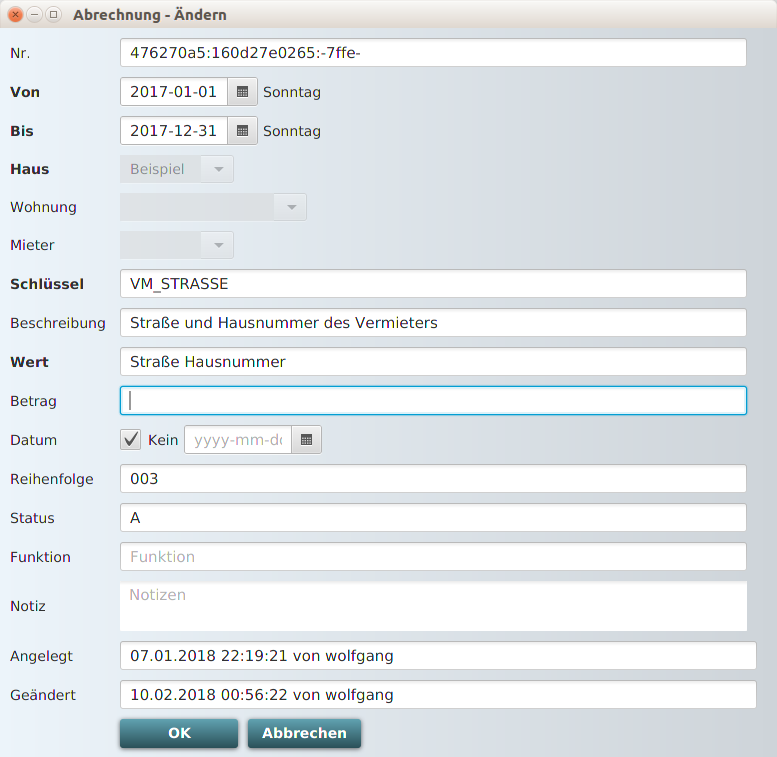 Abrechnung - Ändern
Nr. 476270a5:160d27e0265:-7ffe-
Von 2017-01-01 Sonntag
Bis 2017-12-31 Sonntag
Haus Beispiel
Wohnung
Mieter
Schlüssel VM_STRASSE
Beschreibung Straße und Hausnummer des Vermieters
Wert Straße Hausnummer
Betrag
Datum Kein yyyy-mm-dd
Reihenfolge 003
Status A
Funktion Funktion
Notiz Notizen
Angelegt 07.01.2018 22:19:21 von wolfgang
Geändert 10.02.2018 00:56:22 von wolfgang
OK Abbrechen